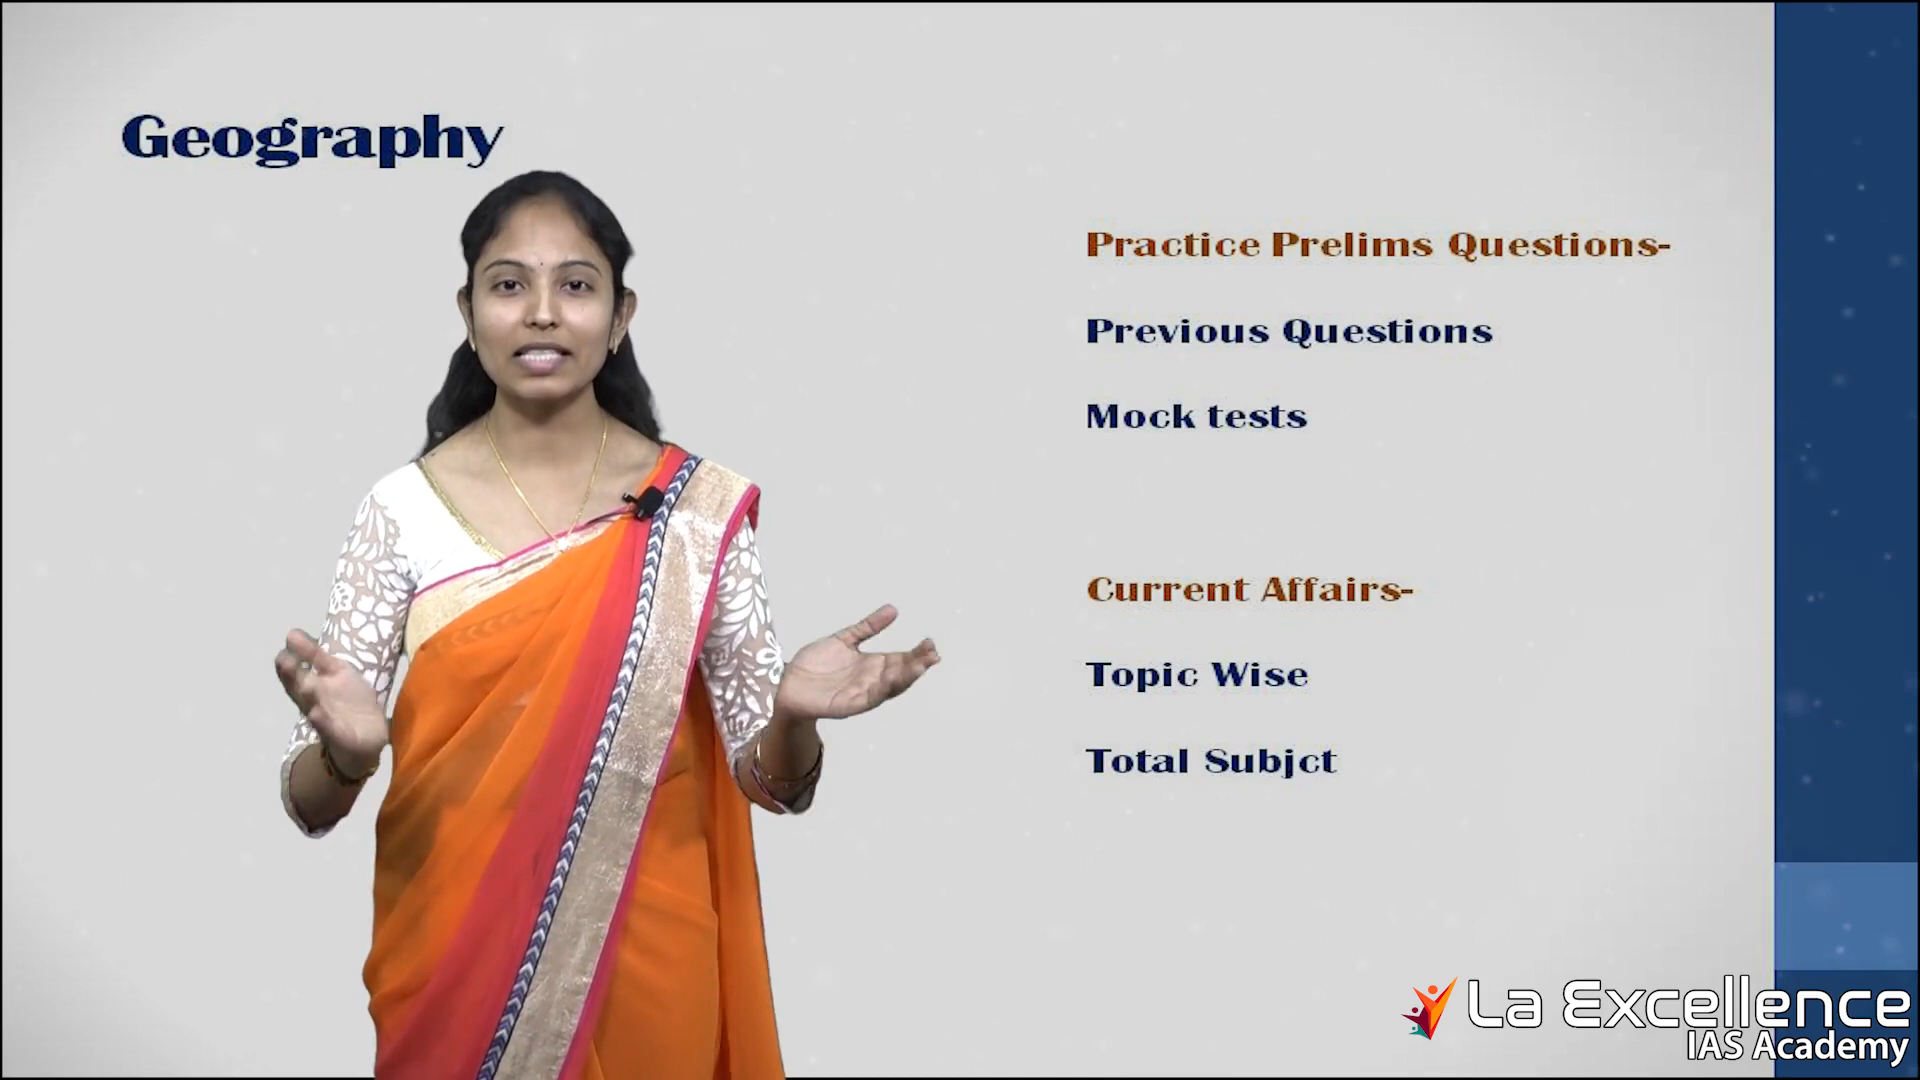 Geography
Practice Prelims Questions-
Previous Questions
Mock tests
Current Affairs-
Topic Wise
Total Subjct
La Excellence
IAS Academy